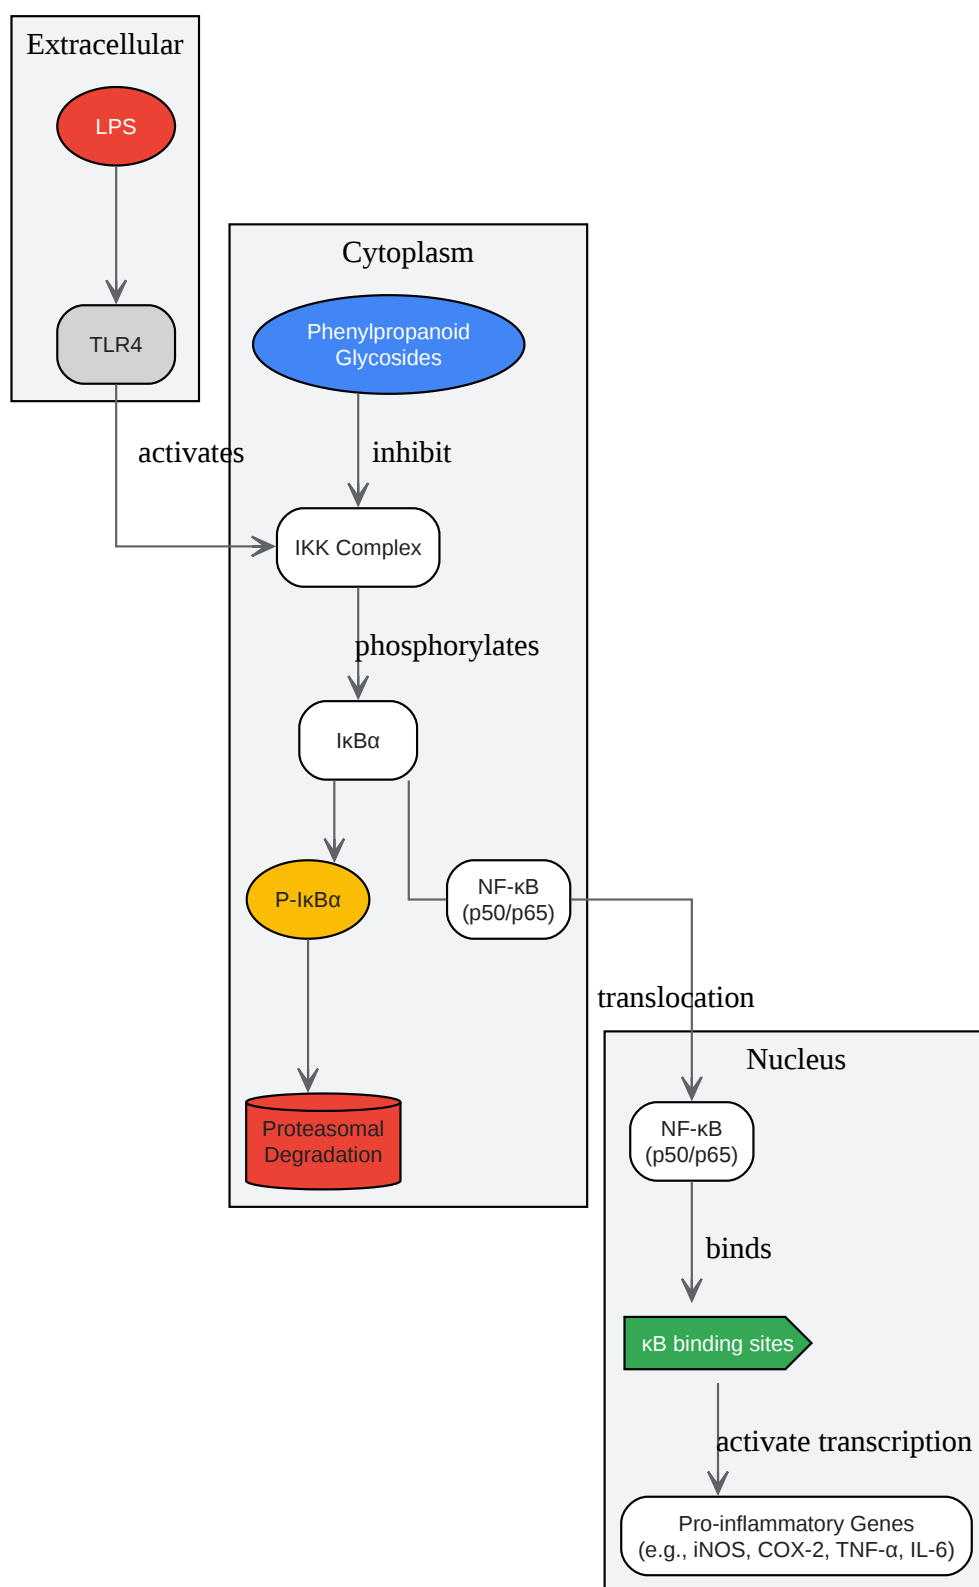 Extracellular
LPS
TLR4
activates
Cytoplasm
Phenylpropanoid
Glycosides
inhibit
IKK Complex
phosphorylates
IκBα
P-IκBα
NF-κB
(p50/p65)
Proteasomal
Degradation
translocation
Nucleus
NF-κB
(p50/p65)
binds
κB binding sites
activate transcription
Pro-inflammatory Genes
(e.g., iNOS, COX-2, TNF-α, IL-6)